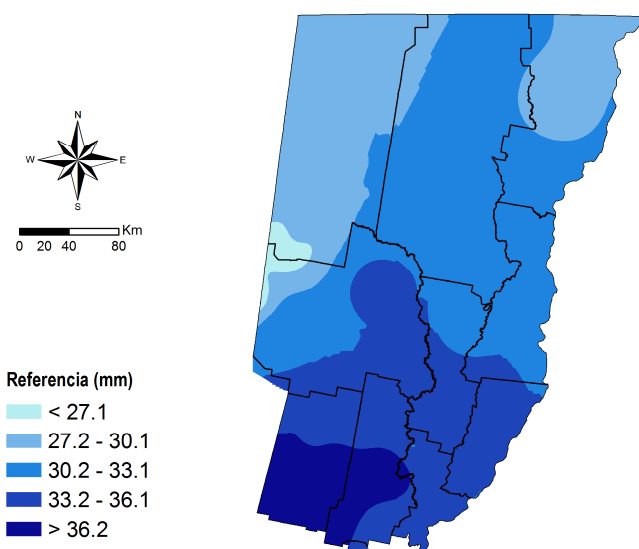 N
W E
S
Km
0 20 40 80
Referencia (mm)
< 27.1
27.2 - 30.1
30.2 - 33.1
33.2 - 36.1
> 36.2